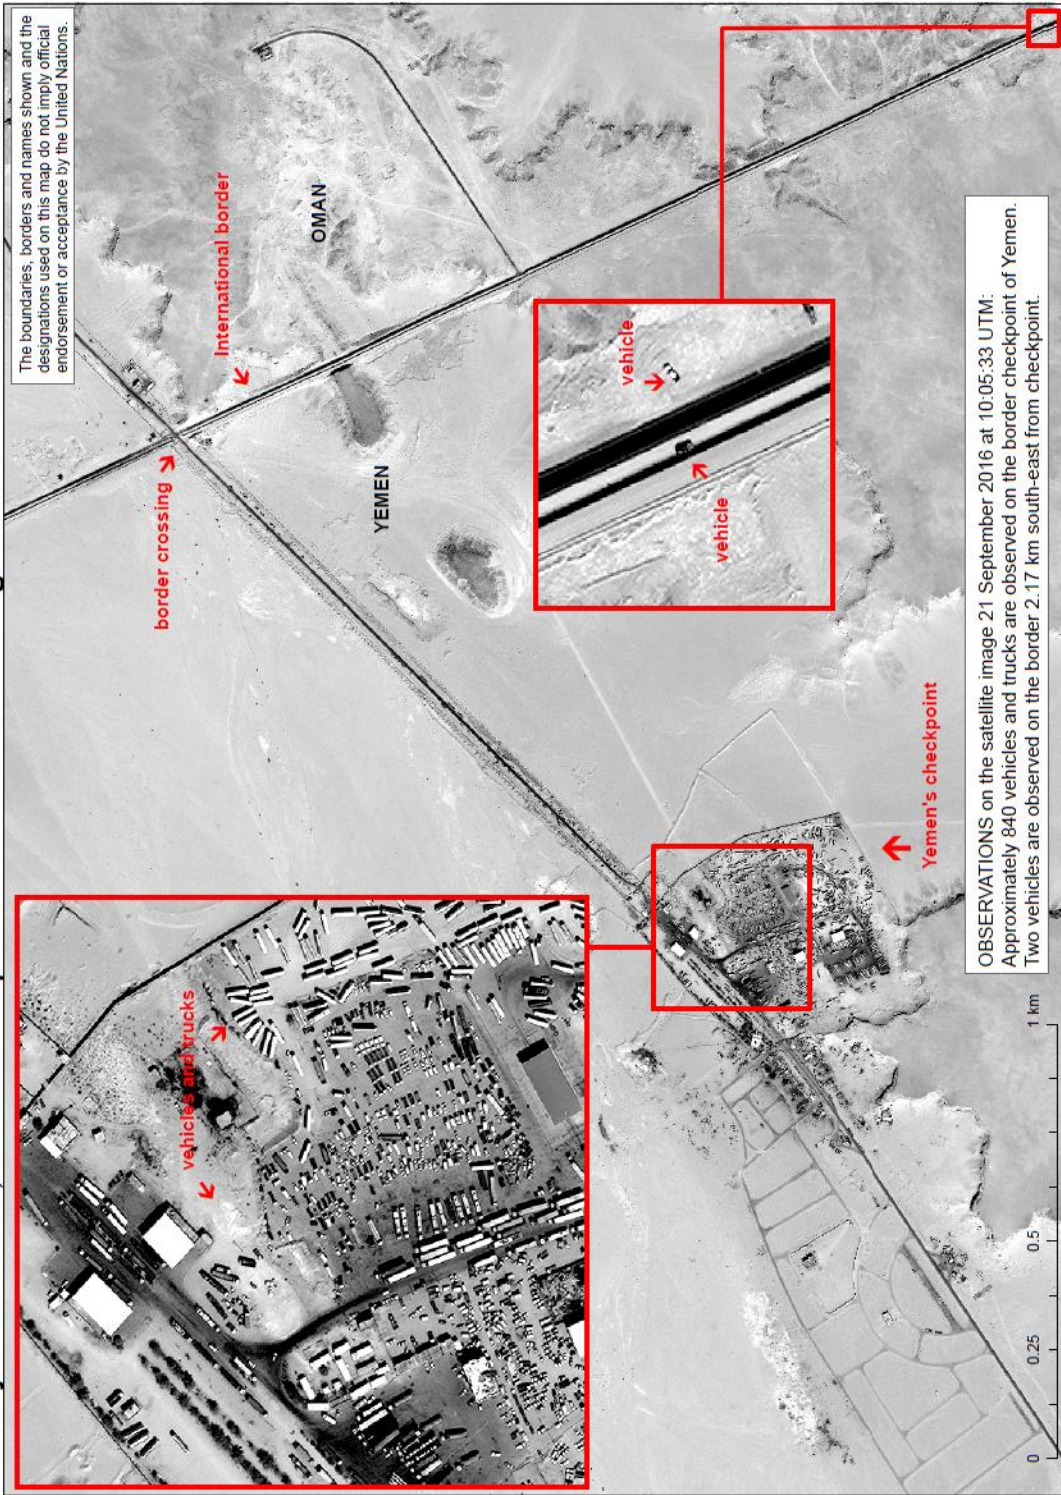 The boundaries, borders and names shown and the
designations used on this map do not imply official
endorsement or acceptance by the United Nations.
International border
OMAN
border crossing
YEMEN
vehicle
vehicle
vehicles and trucks
Yemen's checkpoint
OBSERVATIONS on the satellite image 21 September 2016 at 10:05:33 UTM:
Approximately 840 vehicles and trucks are observed on the border checkpoint of Yemen.
Two vehicles are observed on the border 2.17 km south-east from checkpoint.
0 0.25 0.5 1 km